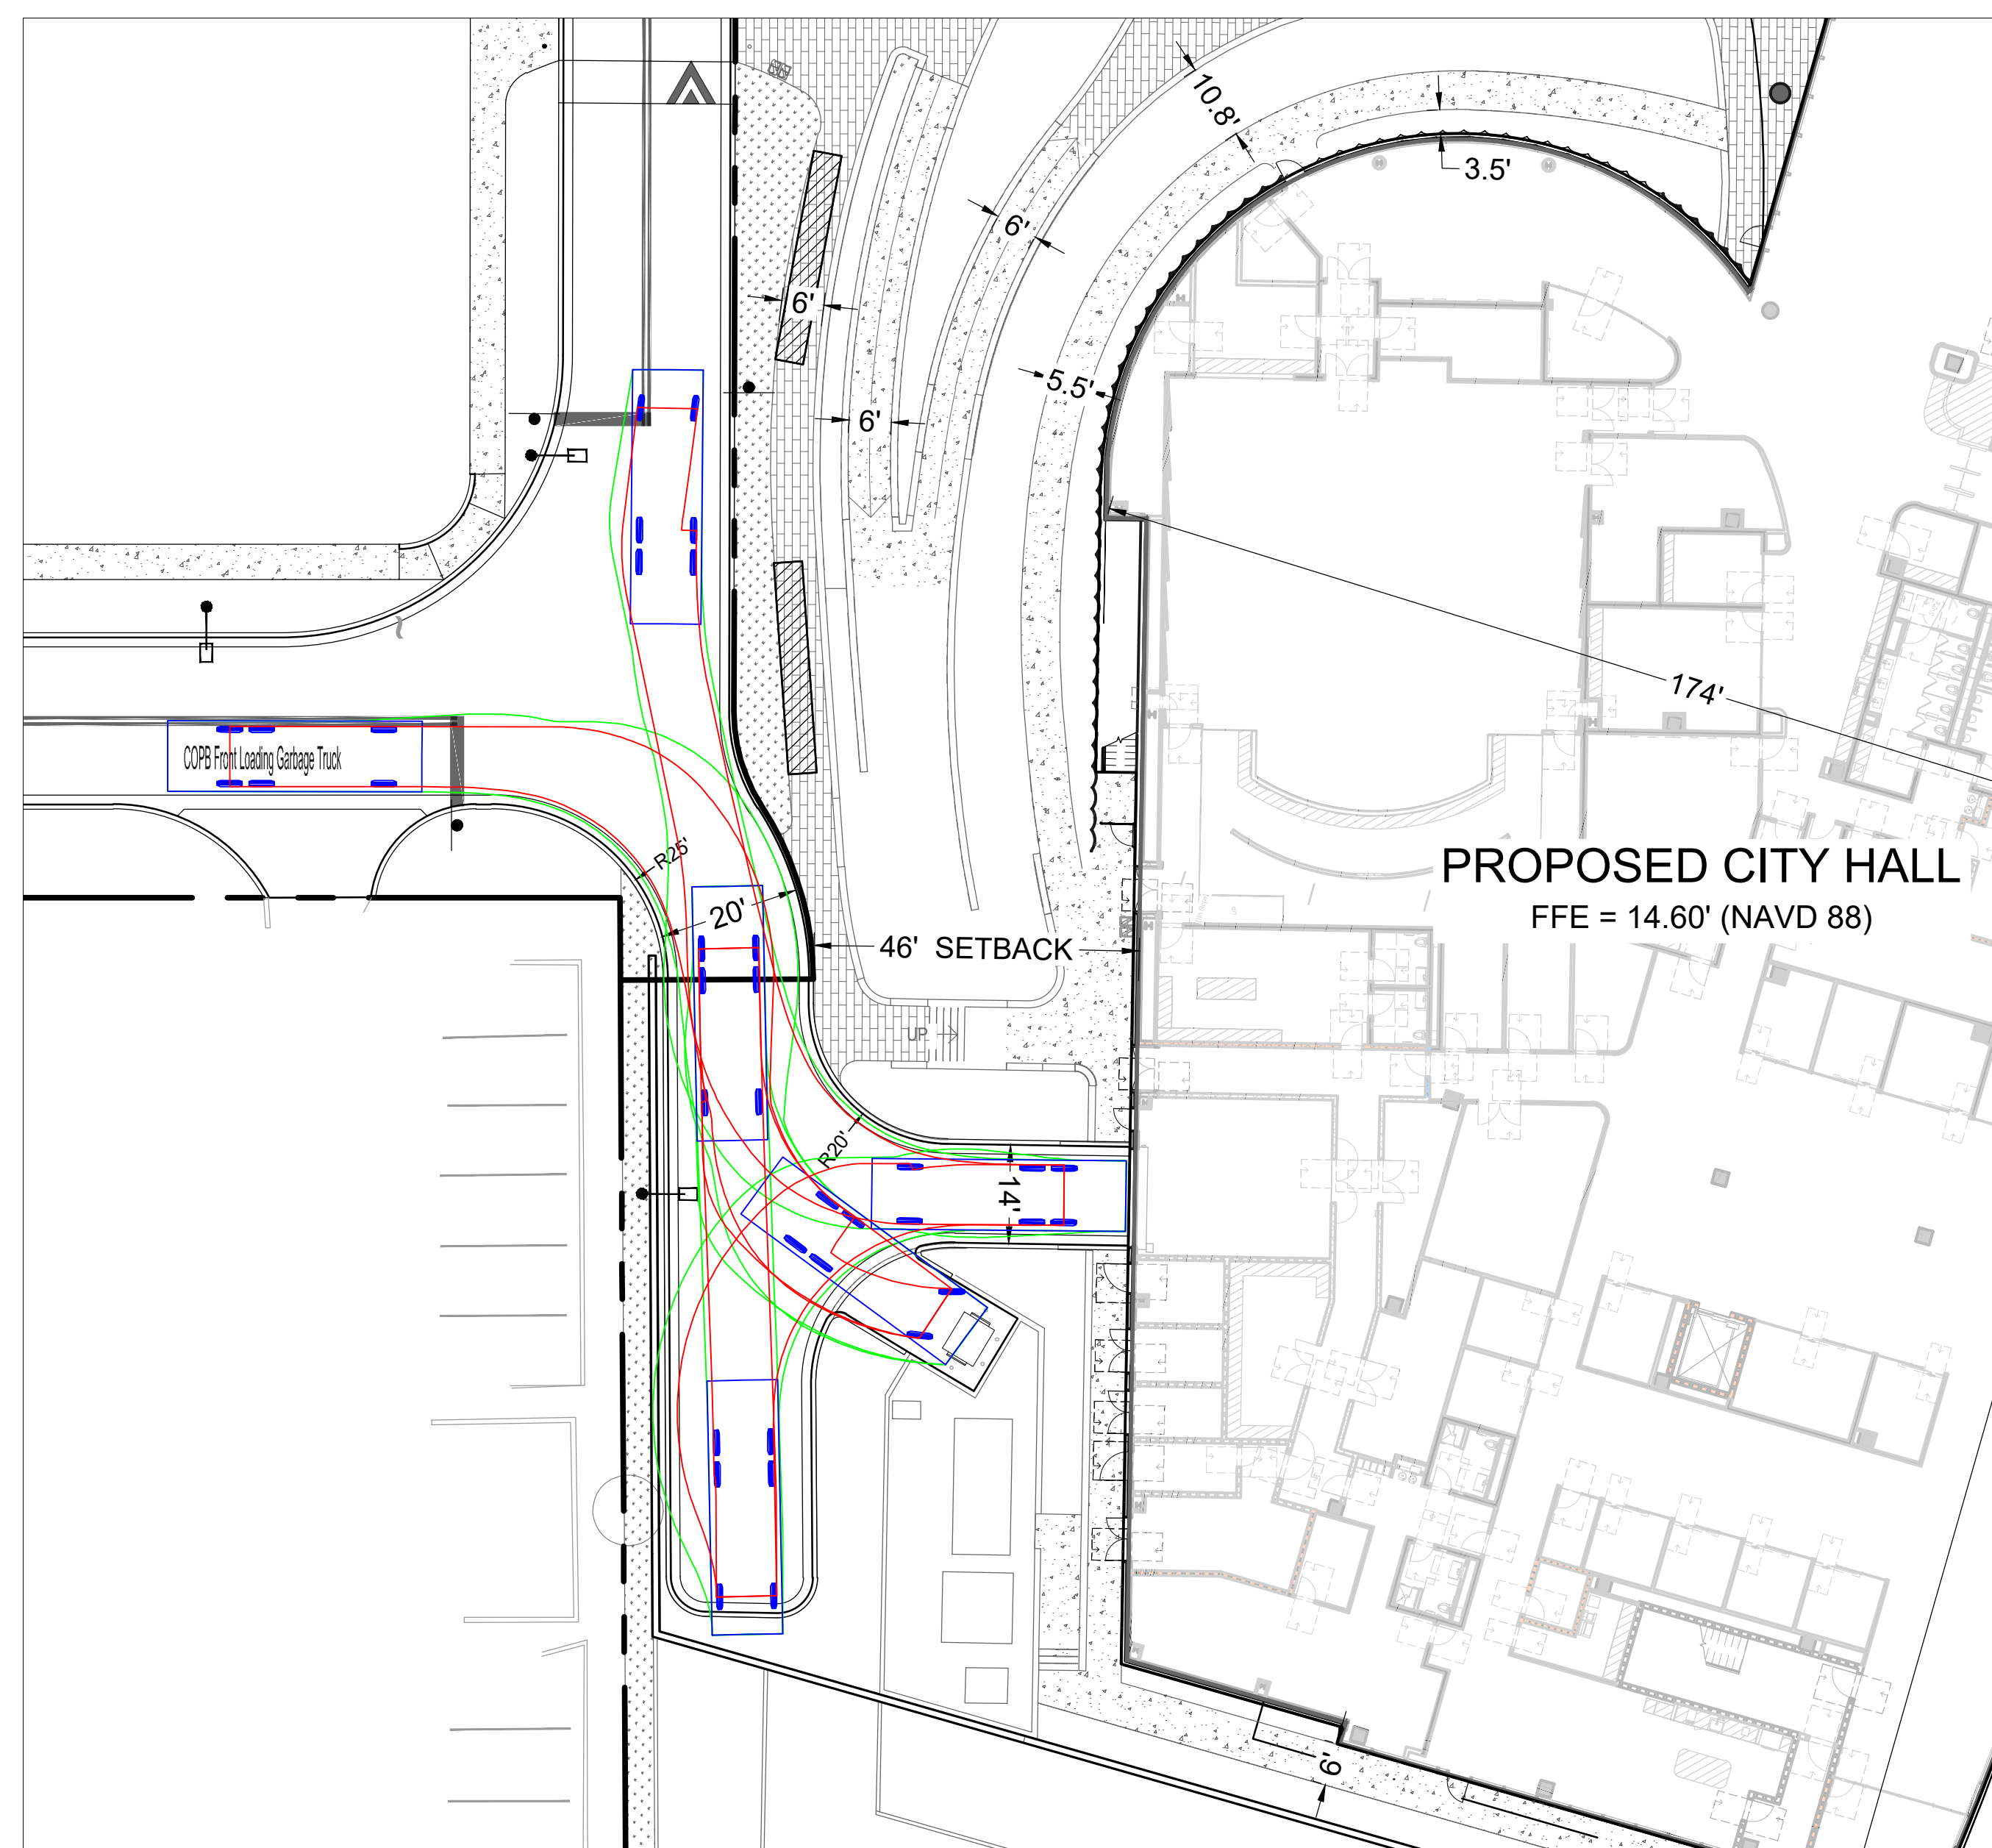 10.8'
3.5'
6'
6'
5.5'
6'
174'
COPB Front Loading Garbage Truck
R25'
PROPOSED CITY HALL
FFE = 14.60' (NAVD 88)
20'
46' SETBACK
UP
R20'
14'
6'